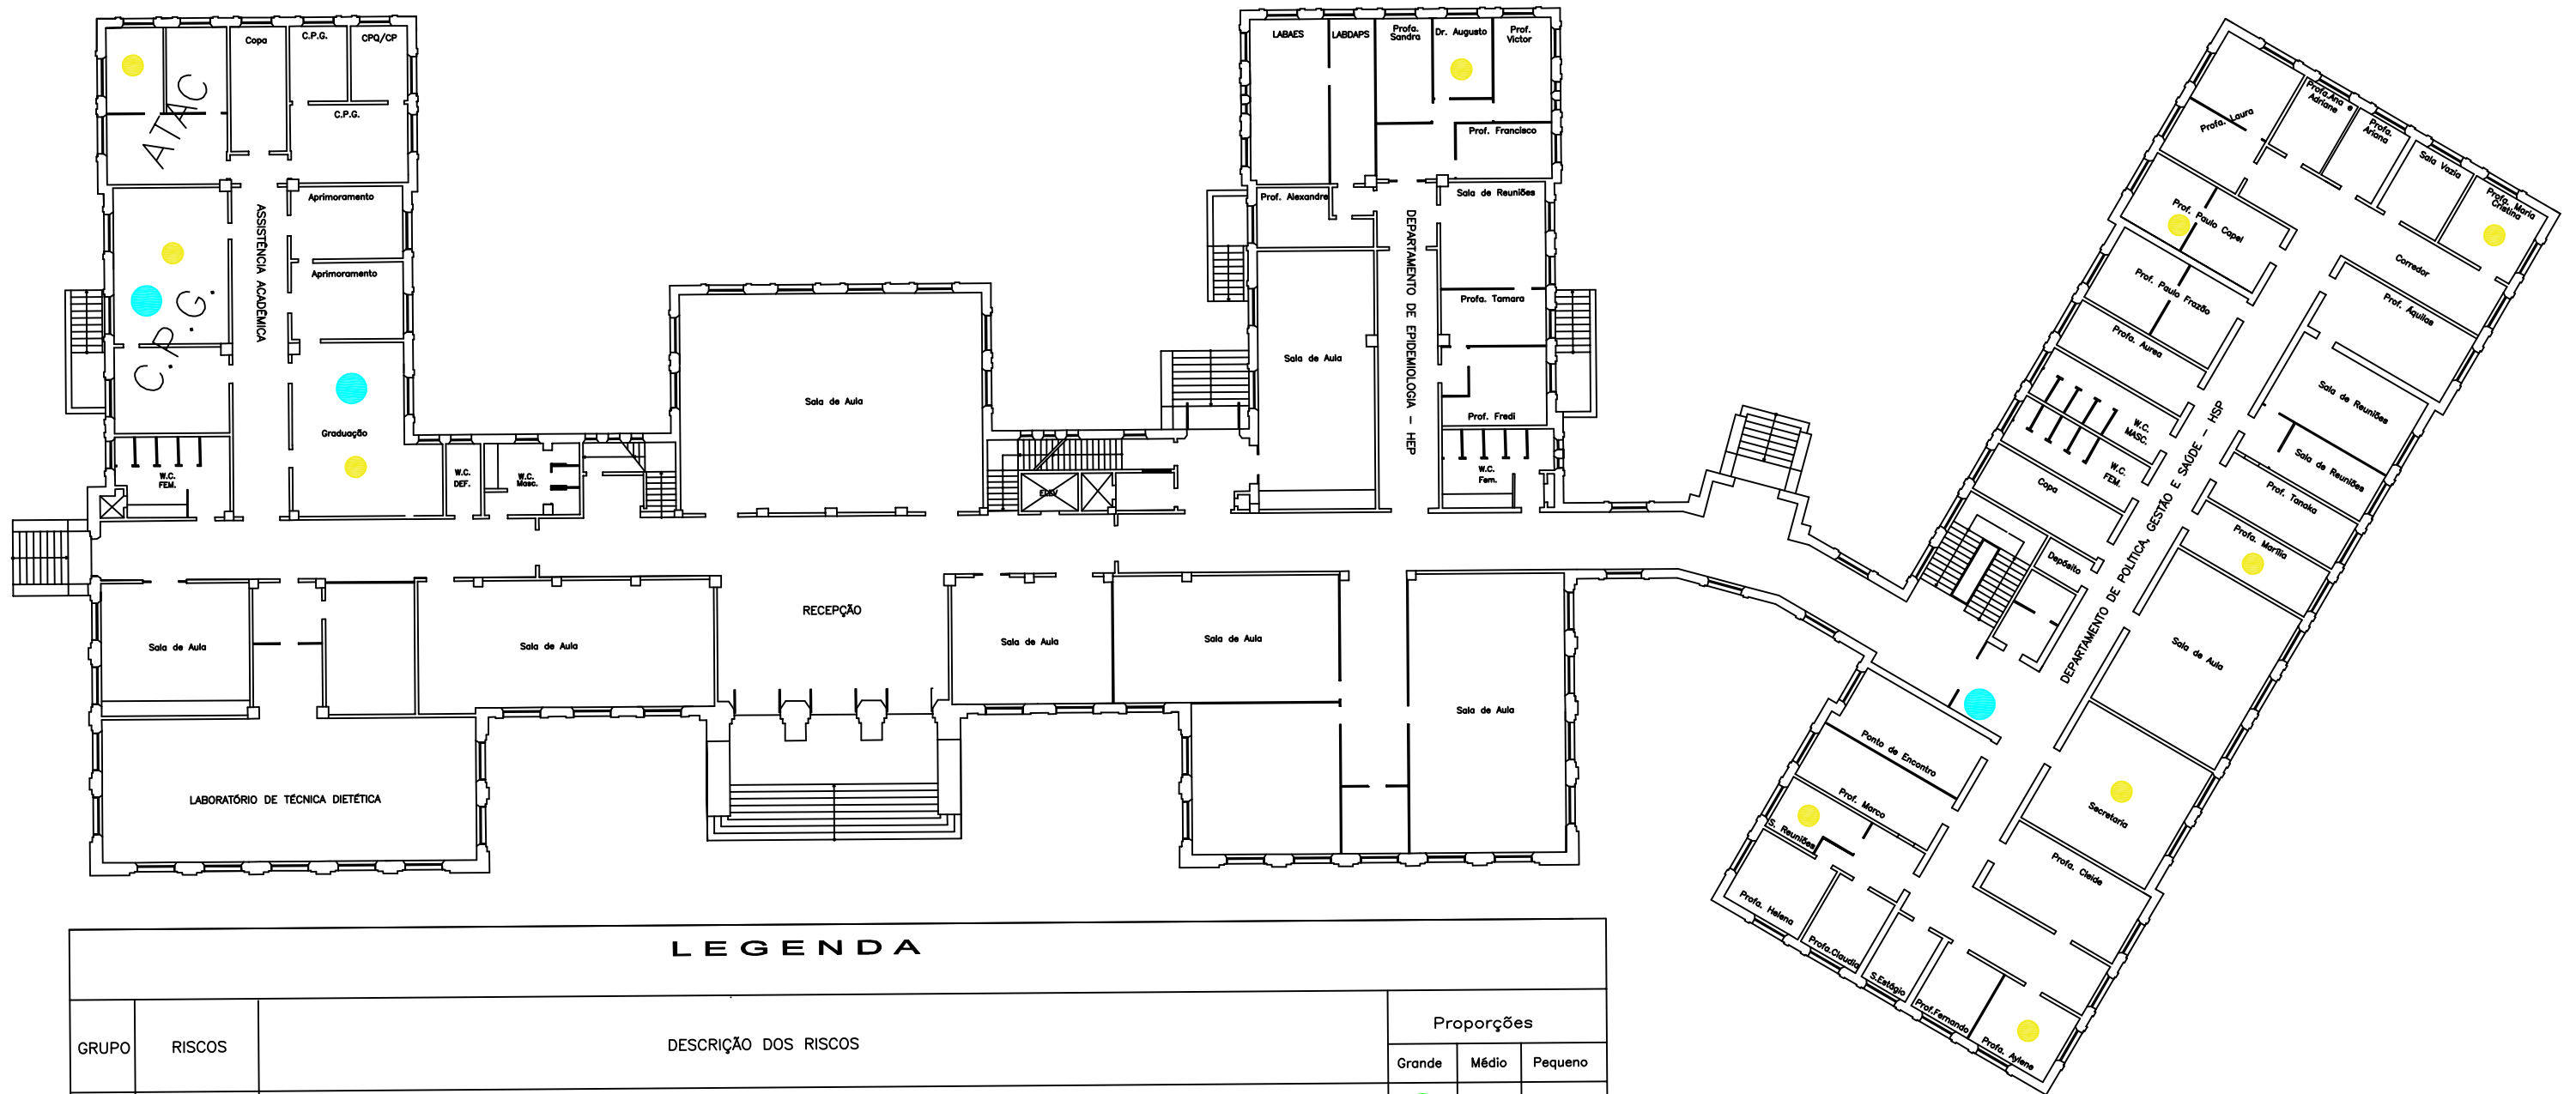 ATAC
Copa
C.P.G.
CPQ/CP
C.P.G.
ASSISTÊNCIA ACADÊMICA
Aprimoramento
Aprimoramento
C.P.G.
Graduação
W.C.
FEM.
W.C.
DEF.
W.C.
Masc.
Sala de Aula
ELEV
LABAES
LABDAPS
Profa.
Sandra
Dr. Augusto
Prof.
Victor
Prof. Francisco
Prof. Alexandre
DEPARTAMENTO DE EPIDEMIOLOGIA - HEP
Sala de Reuniões
Profa. Tamara
Sala de Aula
Prof. Fredi
W.C.
Fem.
Sala de Aula
Sala de Aula
RECEPÇÃO
Sala de Aula
Sala de Aula
Sala de Aula
LABORATÓRIO DE TÉCNICA DIETÉTICA
Profa. Laura
Profa.Ana e
Adriane
Profa.
Ariana
Sala Vazia
Profa. Maria
Cristina
Prof. Paulo Capel
Corredor
Prof. Paulo Frazão
Prof. Áquilas
Profa. Aurea
Sala de Reuniões
W.C.
MASC.
W.C.
FEM.
Sala de Reuniões
Copa
Prof. Tanaka
DEPARTAMENTO DE POLÍTICA, GESTÃO E SAÚDE - HSP
Profa. Marília
Depósito
Sala de Aula
Ponto de Encontro
Secretaria
Prof. Marco
S. Reuniões
Profa. Cleide
Profa. Helena
Profa.Claudia
S.Estágio
Prof.Fernando
Profa. Aylene
LEGENDA
GRUPO
RISCOS
DESCRIÇÃO DOS RISCOS
Proporções
Grande
Médio
Pequeno